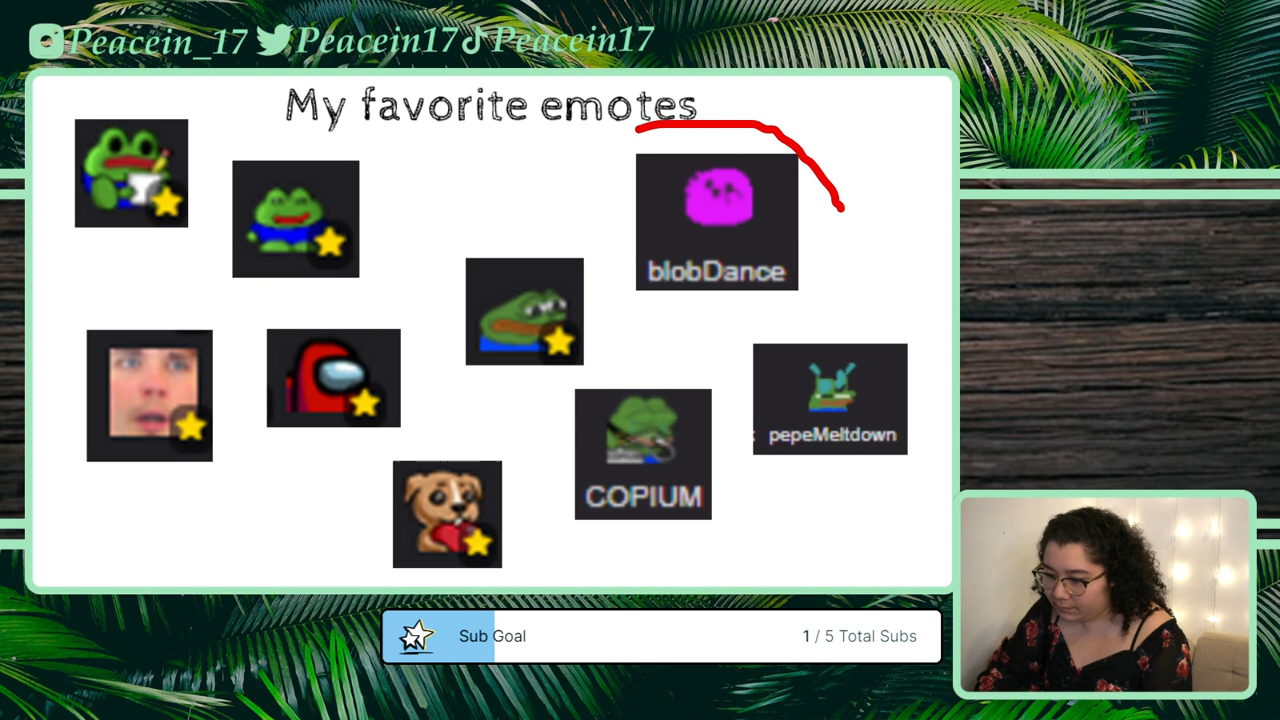 Peacein_17 Peacein17 Peacein17
My favorite emotes
blobDance
pepeMeltdown
COPIUM
Sub Goal 1 / 5 Total Subs